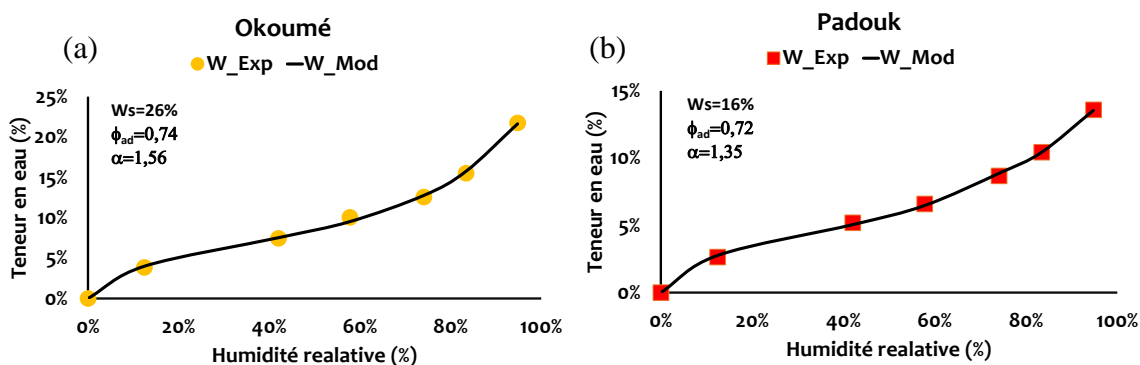 (a)
Okoumé
W_Exp W_Mod
25%
20%
15%
10%
5%
0%
Ws=26%
ϕad=0,74
α=1,56
Teneur en eau (%)
0% 20% 40% 60% 80% 100%
Humidité realative (%)
(b)
Padouk
W_Exp W_Mod
15%
10%
5%
0%
Ws=16%
ϕad=0,72
α=1,35
Teneur en eau (%)
0% 20% 40% 60% 80% 100%
Humidité realative (%)